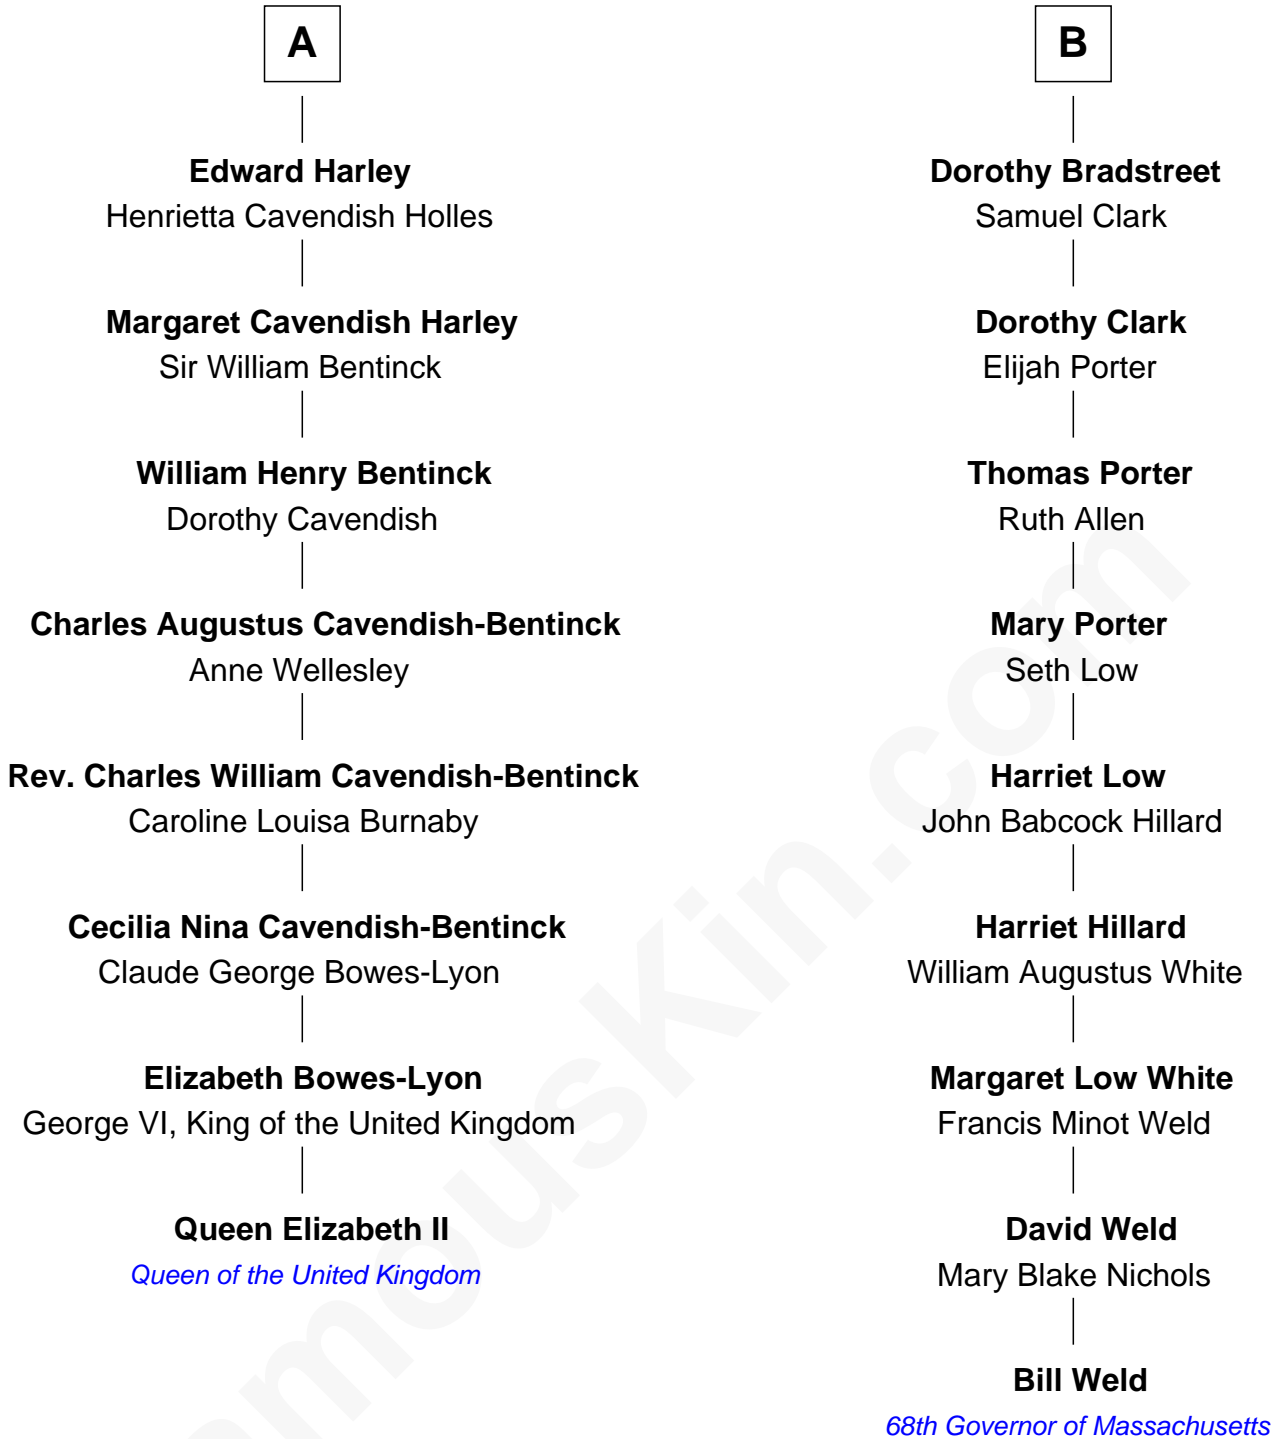 A
Edward Harley
Henrietta Cavendish Holles
Margaret Cavendish Harley
Sir William Bentinck
William Henry Bentinck
Dorothy Cavendish
Charles Augustus Cavendish-Bentinck
Anne Wellesley
Rev. Charles William Cavendish-Bentinck
Caroline Louisa Burnaby
Cecilia Nina Cavendish-Bentinck
Claude George Bowes-Lyon
Elizabeth Bowes-Lyon
George VI, King of the United Kingdom
Queen Elizabeth II
Queen of the United Kingdom
B
Dorothy Bradstreet
Samuel Clark
Dorothy Clark
Elijah Porter
Thomas Porter
Ruth Allen
Mary Porter
Seth Low
Harriet Low
John Babcock Hillard
Harriet Hillard
William Augustus White
Margaret Low White
Francis Minot Weld
David Weld
Mary Blake Nichols
Bill Weld
68th Governor of Massachusetts
amouskin.com